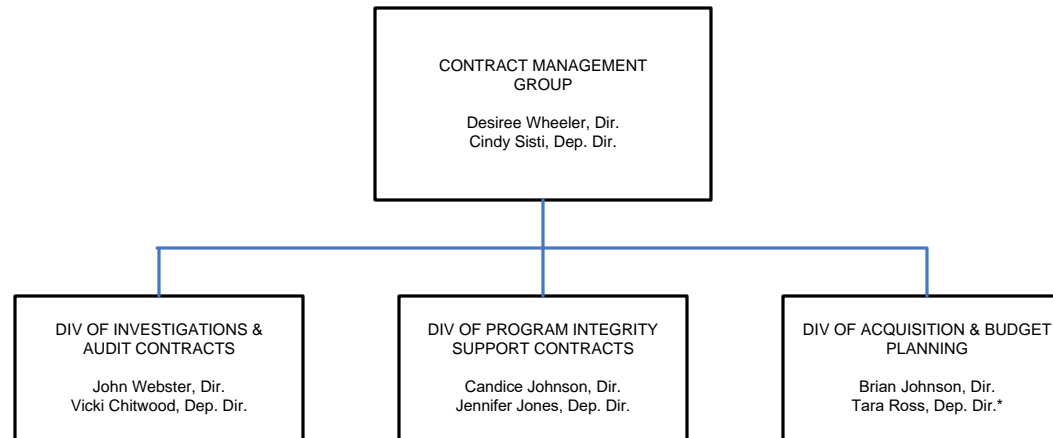 CONTRACT MANAGEMENT
GROUP
Desiree Wheeler, Dir.
Cindy Sisti, Dep. Dir.
DIV OF INVESTIGATIONS &
AUDIT CONTRACTS
John Webster, Dir.
Vicki Chitwood, Dep. Dir.
DIV OF PROGRAM INTEGRITY
SUPPORT CONTRACTS
Candice Johnson, Dir.
Jennifer Jones, Dep. Dir.
DIV OF ACQUISITION & BUDGET
PLANNING
Brian Johnson, Dir.
Tara Ross, Dep. Dir.*